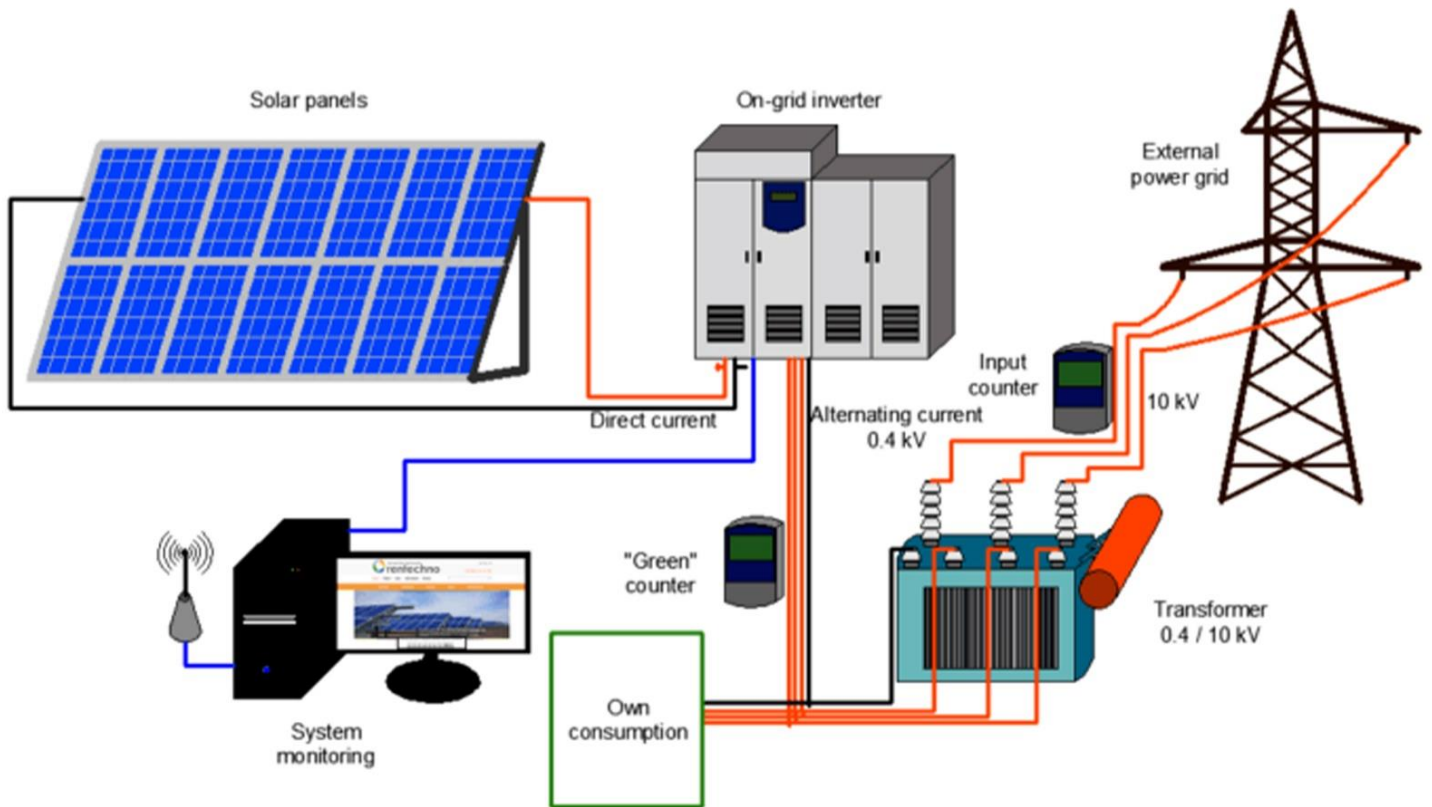 Solar panels
On-grid inverter
External
power grid
Input
counter
10 kV
Direct current
Alternating current
0.4 kV
"Green"
counter
rentechno
Transformer
0.4 / 10 kV
Own
consumption
System
monitoring